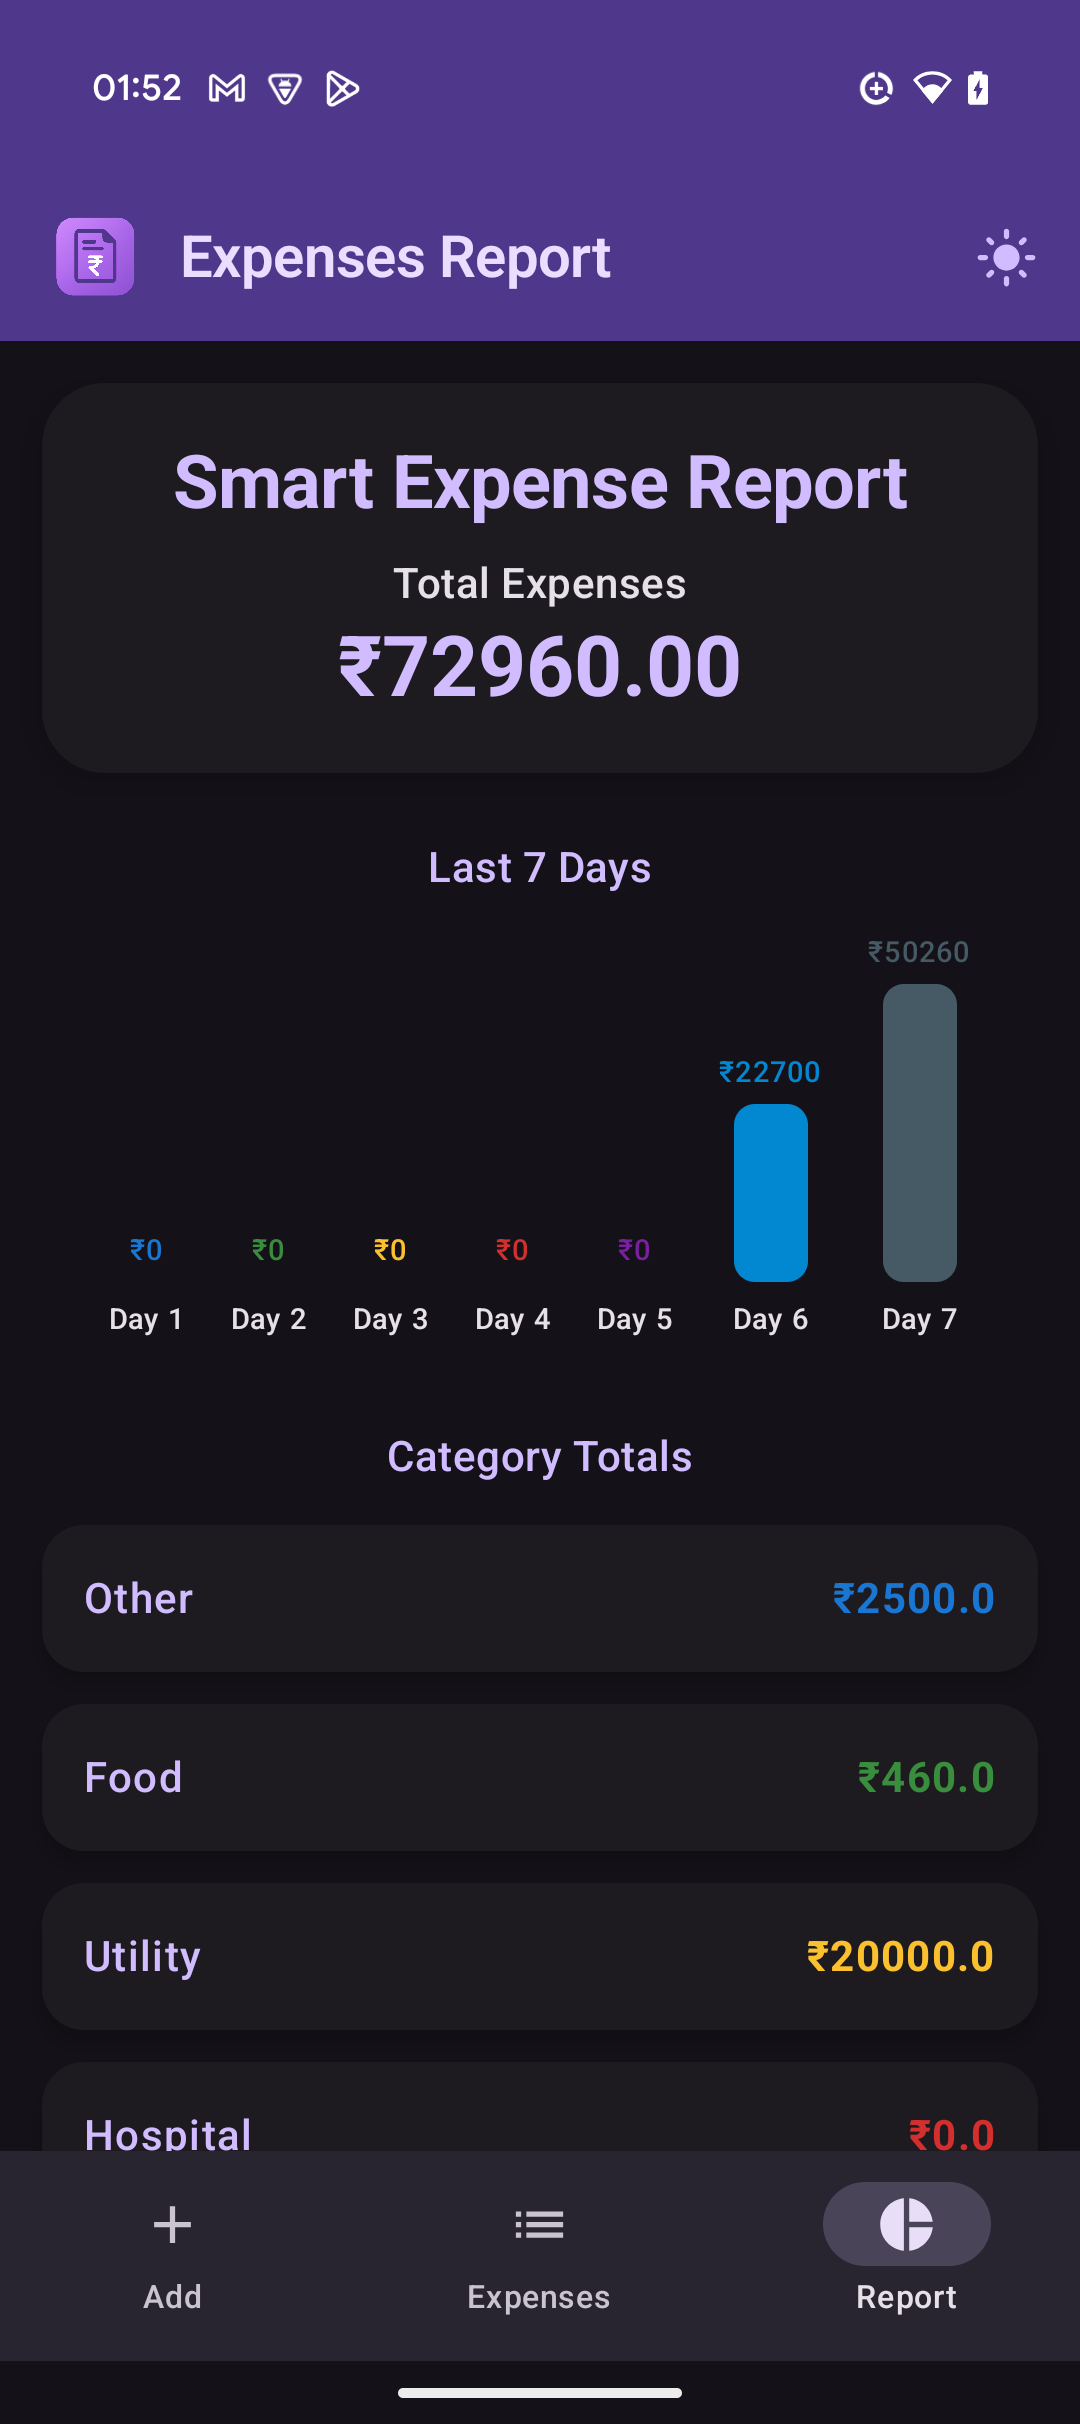 01:52
Expenses Report
Smart Expense Report
Total Expenses
₹72960.00
Last 7 Days
₹50260
₹22700
₹0 ₹0 ₹0 ₹0 ₹0
Day 1 Day 2 Day 3 Day 4 Day 5 Day 6 Day 7
Category Totals
Other ₹2500.0
Food ₹460.0
Utility ₹20000.0
Hospital ₹0.0
Add Expenses Report